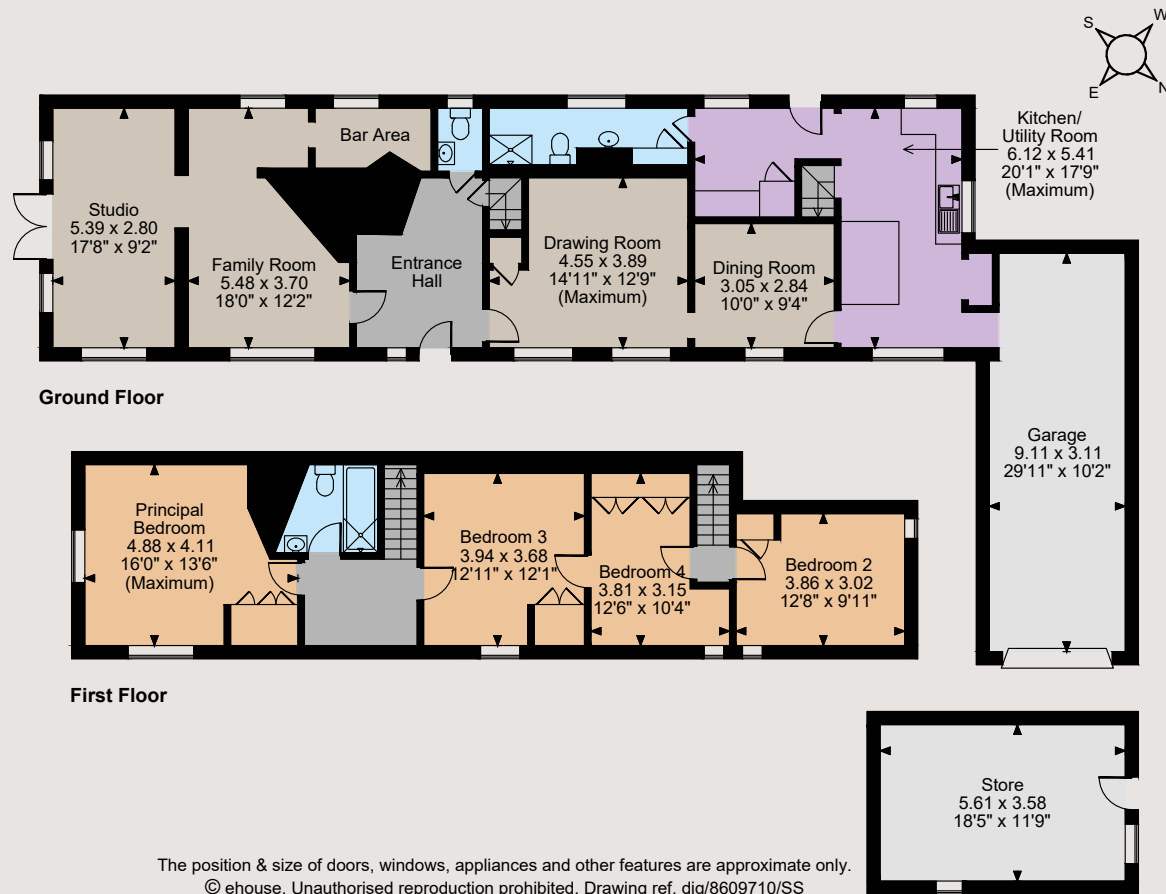 S
W
E
N
Kitchen/
Utility Room
6.12 x 5.41
20'1" x 17'9"
(Maximum)
Bar Area
Studio
5.39 x 2.80
17'8" x 9'2"
Family Room
5.48 x 3.70
18'0" x 12'2"
Entrance
Hall
Drawing Room
4.55 x 3.89
14'11" x 12'9"
(Maximum)
Dining Room
3.05 x 2.84
10'0" x 9'4"
Ground Floor
Garage
9.11 x 3.11
29'11" x 10'2"
Principal
Bedroom
4.88 x 4.11
16'0" x 13'6"
(Maximum)
Bedroom 3
3.94 x 3.68
12'11" x 12'1"
Bedroom 4
3.81 x 3.15
12'6" x 10'4"
Bedroom 2
3.86 x 3.02
12'8" x 9'11"
First Floor
Store
5.61 x 3.58
18'5" x 11'9"
The position & size of doors, windows, appliances and other features are approximate only.
© ehouse. Unauthorised reproduction prohibited. Drawing ref. dig/8609710/SS